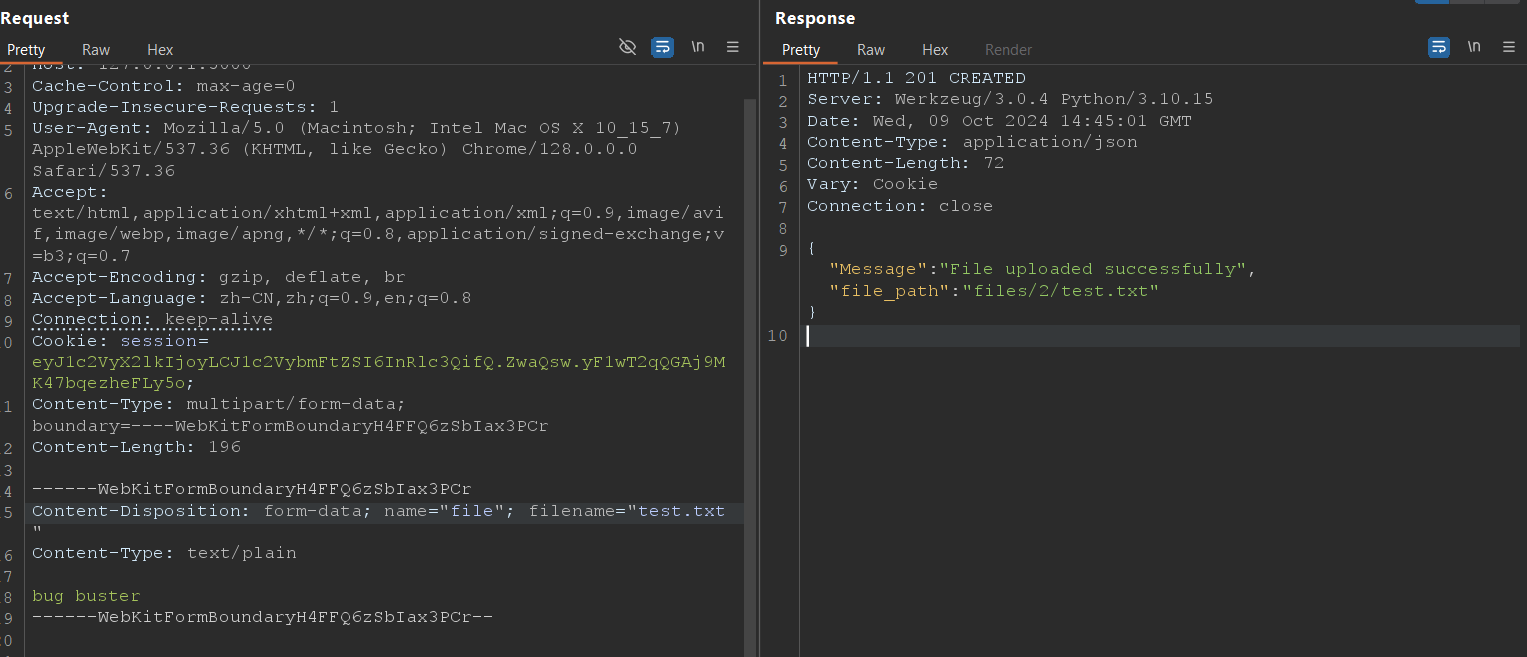 Request
Pretty Raw Hex
\n
2 Host: 127.0.0.1:5000
3 Cache-Control: max-age=0
4 Upgrade-Insecure-Requests: 1
5 User-Agent: Mozilla/5.0 (Macintosh; Intel Mac OS X 10_15_7)
AppleWebKit/537.36 (KHTML, like Gecko) Chrome/128.0.0.0
Safari/537.36
6 Accept:
text/html,application/xhtml+xml,application/xml;q=0.9,image/avi
f,image/webp,image/apng,*/*;q=0.8,application/signed-exchange;v
=b3;q=0.7
7 Accept-Encoding: gzip, deflate, br
8 Accept-Language: zh-CN,zh;q=0.9,en;q=0.8
9 Connection: keep-alive
0 Cookie: session=
eyJ1c2VyX2lkIjoyLCJ1c2VybmFtZSI6InRlc3QifQ.ZwaQsw.yF1wT2qQGAj9M
K47bqezheFLy5o;
1 Content-Type: multipart/form-data;
boundary=----WebKitFormBoundaryH4FFQ6zSbIax3PCr
2 Content-Length: 196
3
4 ------WebKitFormBoundaryH4FFQ6zSbIax3PCr
5 Content-Disposition: form-data; name="file"; filename="test.txt
"
6 Content-Type: text/plain
7
8 bug buster
9 ------WebKitFormBoundaryH4FFQ6zSbIax3PCr--
0
Response
Pretty Raw Hex Render
\n
1 HTTP/1.1 201 CREATED
2 Server: Werkzeug/3.0.4 Python/3.10.15
3 Date: Wed, 09 Oct 2024 14:45:01 GMT
4 Content-Type: application/json
5 Content-Length: 72
6 Vary: Cookie
7 Connection: close
8
9 {
"Message":"File uploaded successfully",
"file_path":"files/2/test.txt"
}
10